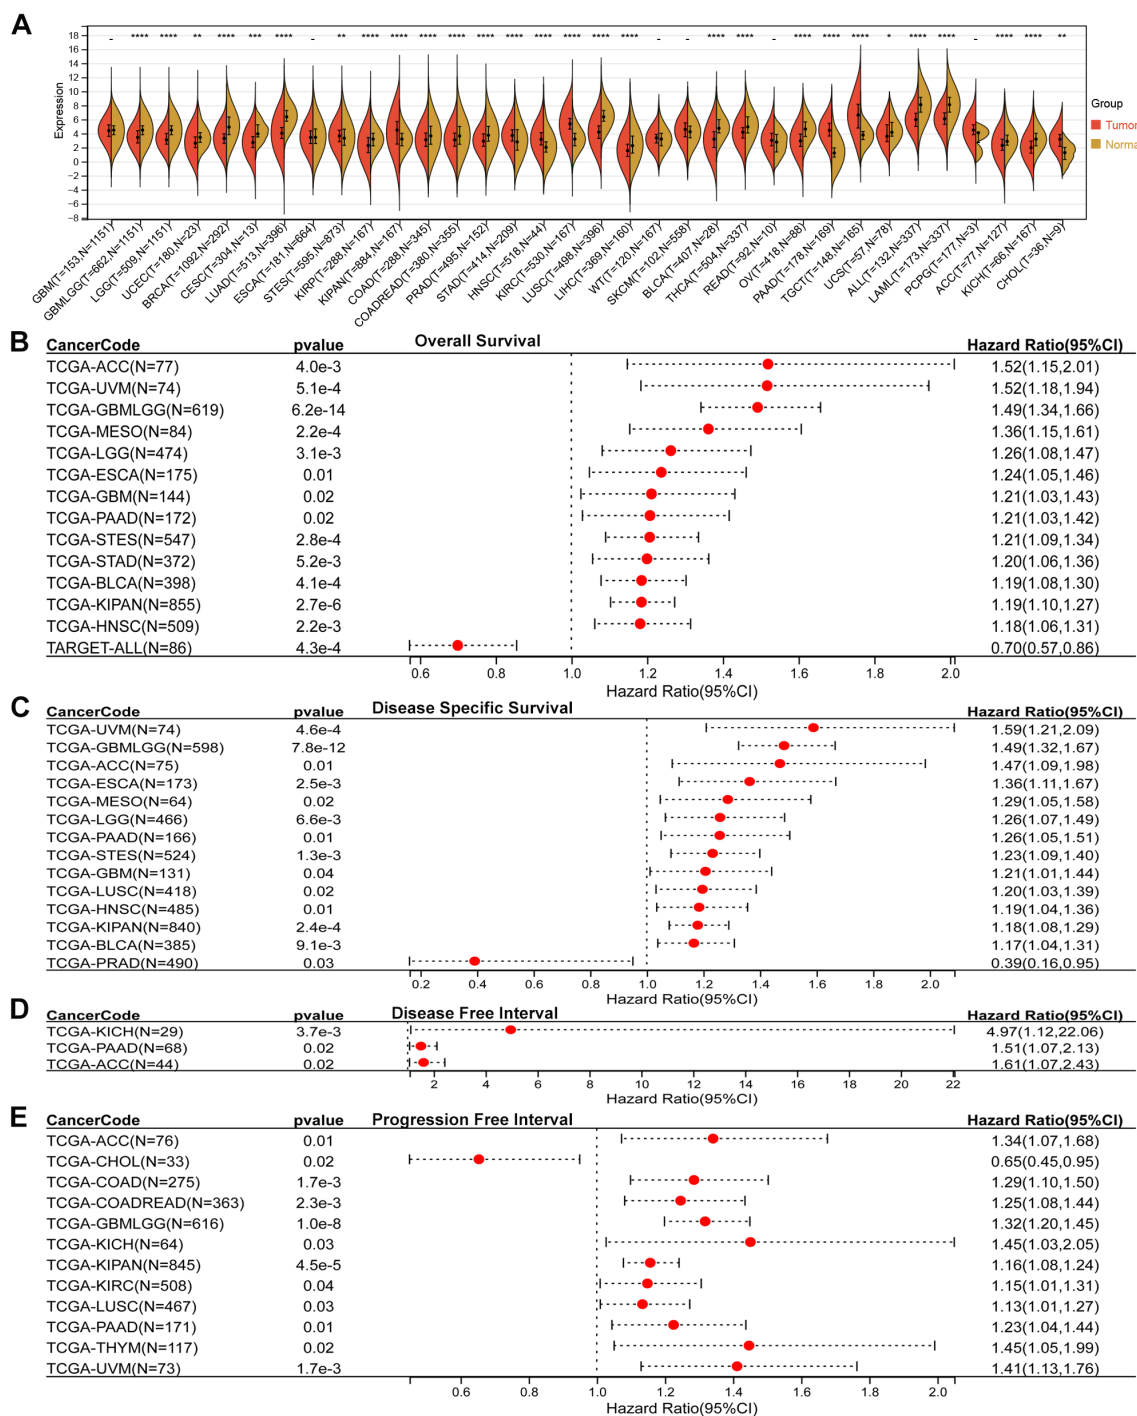 A
18 - **** **** ** **** *** **** - ** **** **** **** **** **** **** **** **** **** **** - - **** **** - **** **** **** * **** **** - **** **** **
16
14
12
10
8
6
4
2
0
−2
−4
−6
−8
Expression
Group
Tumor
Norma
GBM(T=153,N=1151)
GBMLGG(T=662,N=1151)
LGG(T=509,N=1151)
UCEC(T=180,N=23)
BRCA(T=1092,N=292)
CESC(T=304,N=13)
LUAD(T=513,N=396)
ESCA(T=181,N=664)
STES(T=595,N=873)
KIRP(T=288,N=167)
KIPAN(T=884,N=167)
COAD(T=288,N=345)
COADREAD(T=380,N=355)
PRAD(T=495,N=152)
STAD(T=414,N=209)
HNSC(T=518,N=44)
KIRC(T=530,N=167)
LUSC(T=498,N=396)
LIHC(T=369,N=160)
WT(T=120,N=167)
SKCM(T=102,N=558)
BLCA(T=407,N=28)
THCA(T=504,N=337)
READ(T=92,N=10)
OV(T=418,N=88)
PAAD(T=178,N=169)
TGCT(T=148,N=165)
UCS(T=57,N=78)
ALL(T=132,N=337)
LAML(T=173,N=337)
PCPG(T=177,N=3)
ACC(T=77,N=127)
KICH(T=66,N=167)
CHOL(T=36,N=9)
B
CancerCode pvalue Overall Survival Hazard Ratio(95%CI)
TCGA-ACC(N=77) 4.0e-3 1.52(1.15,2.01)
TCGA-UVM(N=74) 5.1e-4 1.52(1.18,1.94)
TCGA-GBMLGG(N=619) 6.2e-14 1.49(1.34,1.66)
TCGA-MESO(N=84) 2.2e-4 1.36(1.15,1.61)
TCGA-LGG(N=474) 3.1e-3 1.26(1.08,1.47)
TCGA-ESCA(N=175) 0.01 1.24(1.05,1.46)
TCGA-GBM(N=144) 0.02 1.21(1.03,1.43)
TCGA-PAAD(N=172) 0.02 1.21(1.03,1.42)
TCGA-STES(N=547) 2.8e-4 1.21(1.09,1.34)
TCGA-STAD(N=372) 5.2e-3 1.20(1.06,1.36)
TCGA-BLCA(N=398) 4.1e-4 1.19(1.08,1.30)
TCGA-KIPAN(N=855) 2.7e-6 1.19(1.10,1.27)
TCGA-HNSC(N=509) 2.2e-3 1.18(1.06,1.31)
TARGET-ALL(N=86) 4.3e-4 0.70(0.57,0.86)
0.6 0.8 1.0 1.2 1.4 1.6 1.8 2.0
Hazard Ratio(95%CI)
C
CancerCode pvalue Disease Specific Survival Hazard Ratio(95%CI)
TCGA-UVM(N=74) 4.6e-4 1.59(1.21,2.09)
TCGA-GBMLGG(N=598) 7.8e-12 1.49(1.32,1.67)
TCGA-ACC(N=75) 0.01 1.47(1.09,1.98)
TCGA-ESCA(N=173) 2.5e-3 1.36(1.11,1.67)
TCGA-MESO(N=64) 0.02 1.29(1.05,1.58)
TCGA-LGG(N=466) 6.6e-3 1.26(1.07,1.49)
TCGA-PAAD(N=166) 0.01 1.26(1.05,1.51)
TCGA-STES(N=524) 1.3e-3 1.23(1.09,1.40)
TCGA-GBM(N=131) 0.04 1.21(1.01,1.44)
TCGA-LUSC(N=418) 0.02 1.20(1.03,1.39)
TCGA-HNSC(N=485) 0.01 1.19(1.04,1.36)
TCGA-KIPAN(N=840) 2.4e-4 1.18(1.08,1.29)
TCGA-BLCA(N=385) 9.1e-3 1.17(1.04,1.31)
TCGA-PRAD(N=490) 0.03 0.39(0.16,0.95)
0.2 0.4 0.6 0.8 1.0 1.2 1.4 1.6 1.8 2.0
Hazard Ratio(95%CI)
D
CancerCode pvalue Disease Free Interval Hazard Ratio(95%CI)
TCGA-KICH(N=29) 3.7e-3 4.97(1.12,22.06)
TCGA-PAAD(N=68) 0.02 1.51(1.07,2.13)
TCGA-ACC(N=44) 0.02 1.61(1.07,2.43)
2 4 6 8 10 12 14 16 18 20 22
Hazard Ratio(95%CI)
E
CancerCode pvalue Progression Free Interval Hazard Ratio(95%CI)
TCGA-ACC(N=76) 0.01 1.34(1.07,1.68)
TCGA-CHOL(N=33) 0.02 0.65(0.45,0.95)
TCGA-COAD(N=275) 1.7e-3 1.29(1.10,1.50)
TCGA-COADREAD(N=363) 2.3e-3 1.25(1.08,1.44)
TCGA-GBMLGG(N=616) 1.0e-8 1.32(1.20,1.45)
TCGA-KICH(N=64) 0.03 1.45(1.03,2.05)
TCGA-KIPAN(N=845) 4.5e-5 1.16(1.08,1.24)
TCGA-KIRC(N=508) 0.04 1.15(1.01,1.31)
TCGA-LUSC(N=467) 0.03 1.13(1.01,1.27)
TCGA-PAAD(N=171) 0.01 1.23(1.04,1.44)
TCGA-THYM(N=117) 0.02 1.45(1.05,1.99)
TCGA-UVM(N=73) 1.7e-3 1.41(1.13,1.76)
0.6 0.8 1.0 1.2 1.4 1.6 1.8 2.0
Hazard Ratio(95%CI)